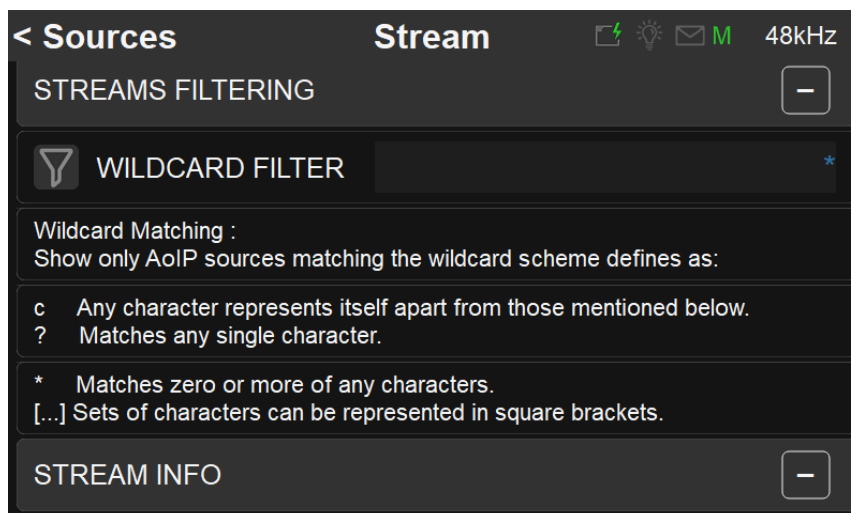 < Sources Stream M 48kHz
STREAMS FILTERING −
WILDCARD FILTER *
Wildcard Matching :
Show only AoIP sources matching the wildcard scheme defines as:
c Any character represents itself apart from those mentioned below.
? Matches any single character.
* Matches zero or more of any characters.
[...] Sets of characters can be represented in square brackets.
STREAM INFO −